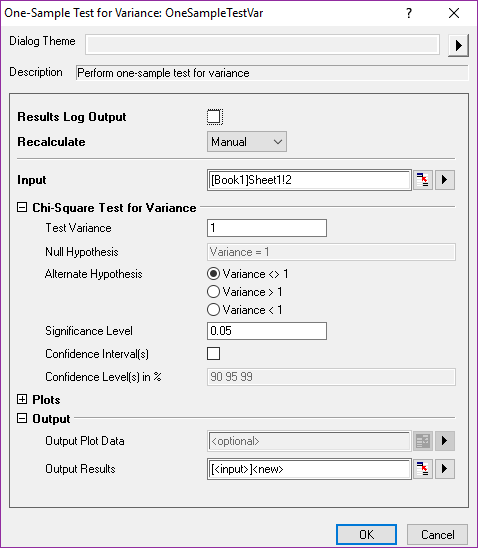 One-Sample Test for Variance: OneSampleTestVar
Dialog Theme
Description Perform one-sample test for variance
Results Log Output
Recalculate Manual
Input [Book1]Sheet1!2
Chi-Square Test for Variance
Test Variance 1
Null Hypothesis Variance = 1
Alternate Hypothesis Variance <> 1
Variance > 1
Variance < 1
Significance Level 0.05
Confidence Interval(s)
Confidence Level(s) in % 90 95 99
Plots
Output
Output Plot Data <optional>
Output Results [<input>]<new>
OK Cancel